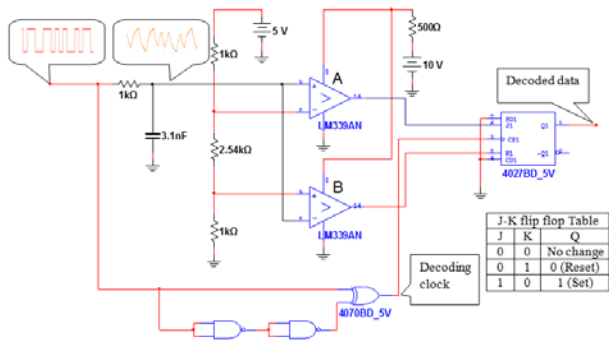 5 V
1kΩ
500Ω
10 V
A
Decoded data
1kΩ
LM339AN
3.1nF
2.54kΩ
4027BD_5V
B
1kΩ
LM339AN
J-K flip flop Table
J K Q
0 0 No change
0 1 0 (Reset)
1 0 1 (Set)
Decoding
clock
4070BD_5V
14
14
SD1
J1
CP1
K1
CD1
Q1
~Q1